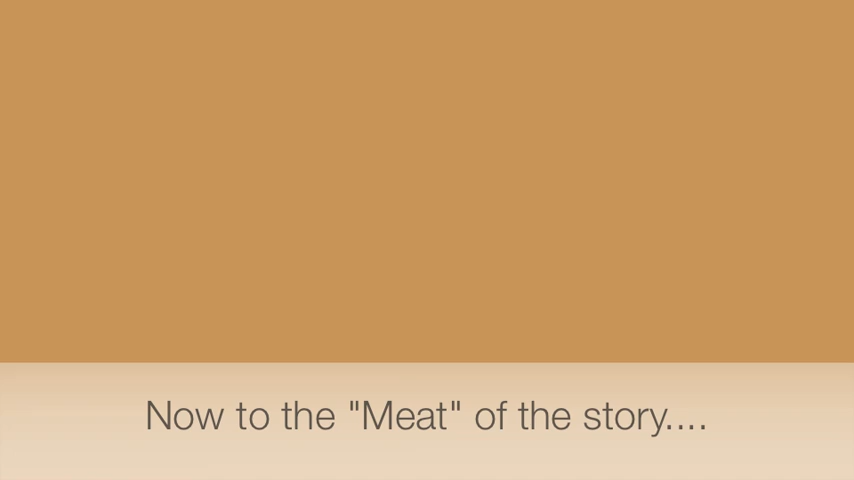 Now to the "Meat" of the story....